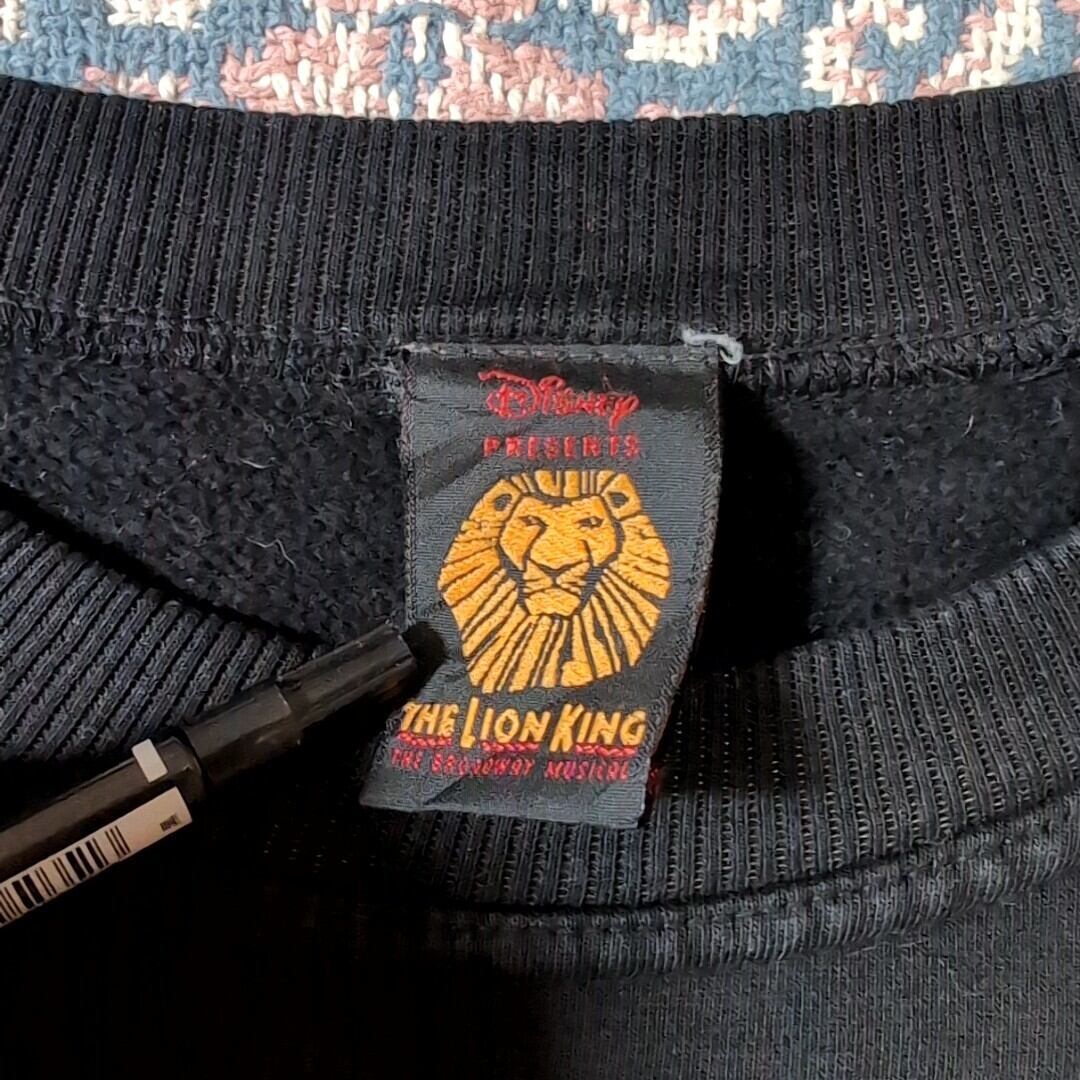 Disney
PRESENTS
THE LION KING
THE BROADWAY MUSICAL